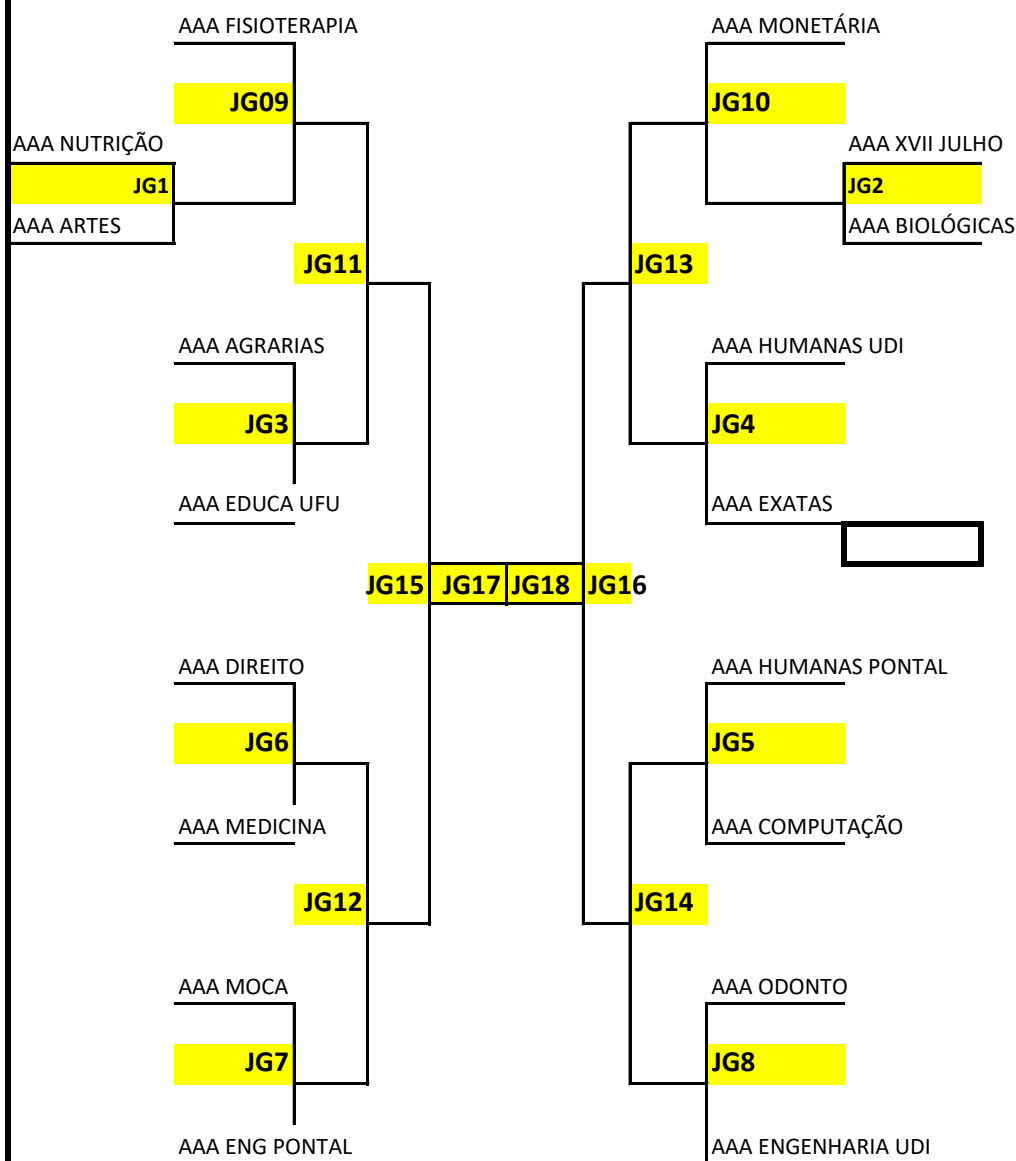 AAA FISIOTERAPIA AAA MONETÁRIA
JG09 JG10
AAA NUTRIÇÃO AAA XVII JULHO
JG1 JG2
AAA ARTES AAA BIOLÓGICAS
JG11 JG13
AAA AGRARIAS AAA HUMANAS UDI
JG3 JG4
AAA EDUCA UFU AAA EXATAS
JG15 JG17 JG18 JG16
AAA DIREITO AAA HUMANAS PONTAL
JG6 JG5
AAA MEDICINA AAA COMPUTAÇÃO
JG12 JG14
AAA MOCA AAA ODONTO
JG7 JG8
AAA ENG PONTAL AAA ENGENHARIA UDI